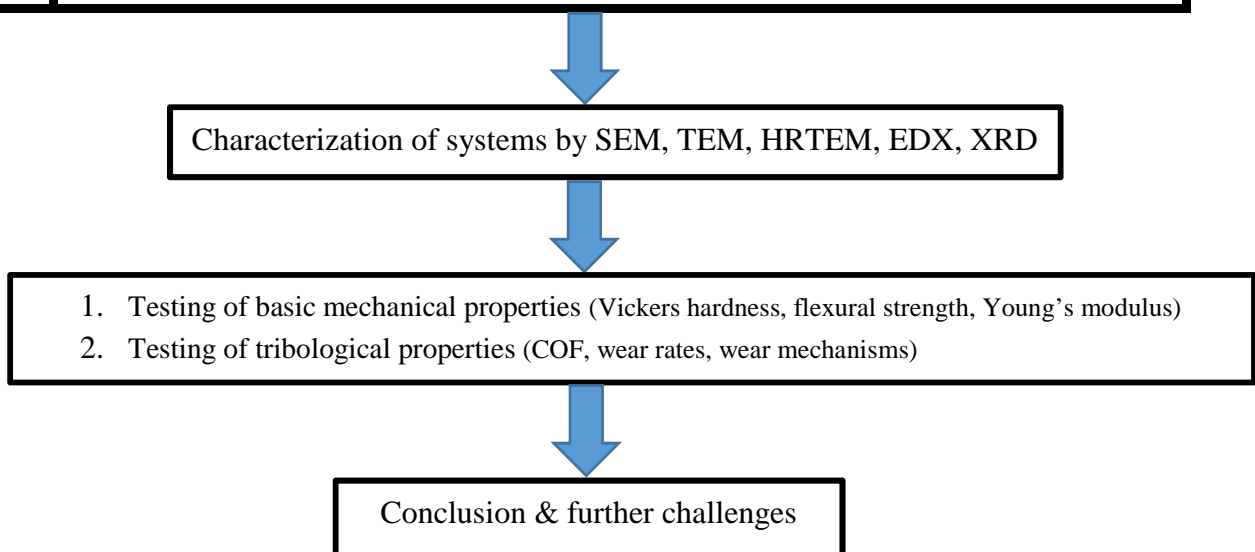 Characterization of systems by SEM, TEM, HRTEM, EDX, XRD
1. Testing of basic mechanical properties (Vickers hardness, flexural strength, Young’s modulus)
2. Testing of tribological properties (COF, wear rates, wear mechanisms)
Conclusion & further challenges